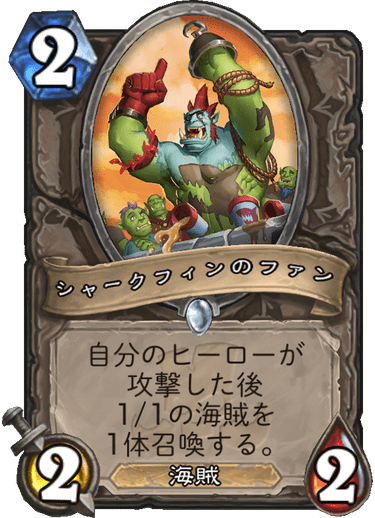 2
シャークフィンのファン
自分のヒーローが
攻撃した後
1/1の海賊を
1体召喚する。
海賊
2
2